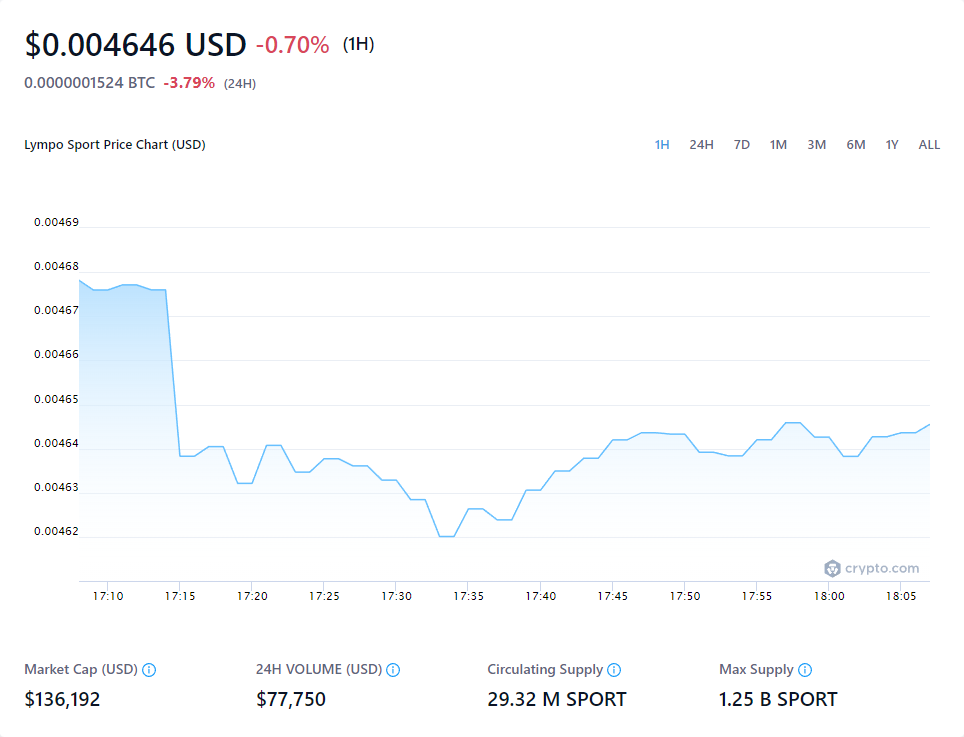 $0.004646 USD -0.70% (1H)
0.0000001524 BTC -3.79% (24H)
Lympo Sport Price Chart (USD) 1H 24H 7D 1M 3M 6M 1Y ALL
0.00469
0.00468
0.00467
0.00466
0.00465
0.00464
0.00463
0.00462
crypto.com
17:10 17:15 17:20 17:25 17:30 17:35 17:40 17:45 17:50 17:55 18:00 18:05
Market Cap (USD) 24H VOLUME (USD) Circulating Supply Max Supply
$136,192 $77,750 29.32 M SPORT 1.25 B SPORT